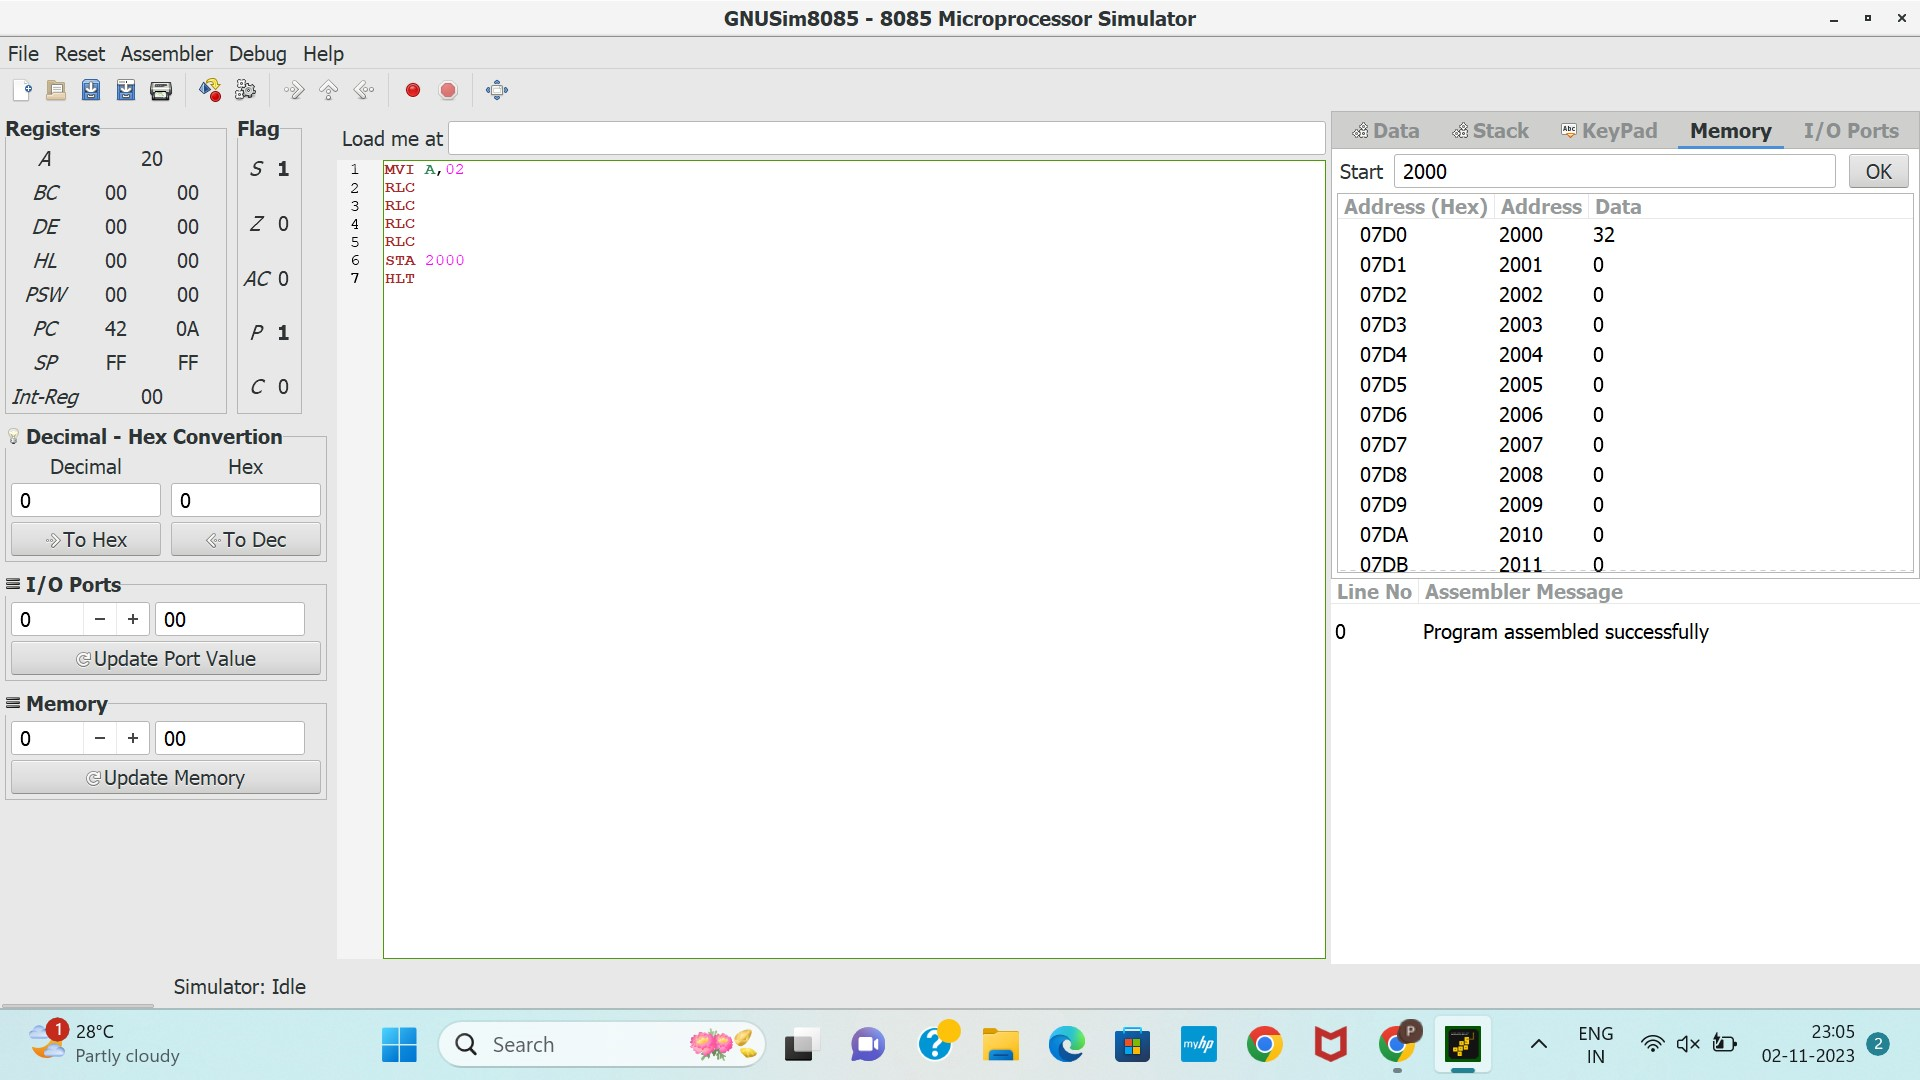 GNUSim8085 - 8085 Microprocessor Simulator
File Reset Assembler Debug Help
Registers
A 20
BC 00 00
DE 00 00
HL 00 00
PSW 00 00
PC 42 0A
SP FF FF
Int-Reg 00
Flag
S 1
Z 0
AC 0
P 1
C 0
Decimal - Hex Convertion
Decimal Hex
0 0
To Hex To Dec
I/O Ports
0 − + 00
Update Port Value
Memory
0 − + 00
Update Memory
Load me at
1 MVI A,02
2 RLC
3 RLC
4 RLC
5 RLC
6 STA 2000
7 HLT
Data Stack Abc KeyPad Memory I/O Ports
Start 2000 OK
Address (Hex) Address Data
07D0 2000 32
07D1 2001 0
07D2 2002 0
07D3 2003 0
07D4 2004 0
07D5 2005 0
07D6 2006 0
07D7 2007 0
07D8 2008 0
07D9 2009 0
07DA 2010 0
07DB 2011 0
Line No Assembler Message
0 Program assembled successfully
Simulator: Idle
1 28°C
Partly cloudy
Search
? myhp P
ENG
IN
23:05
02-11-2023
2